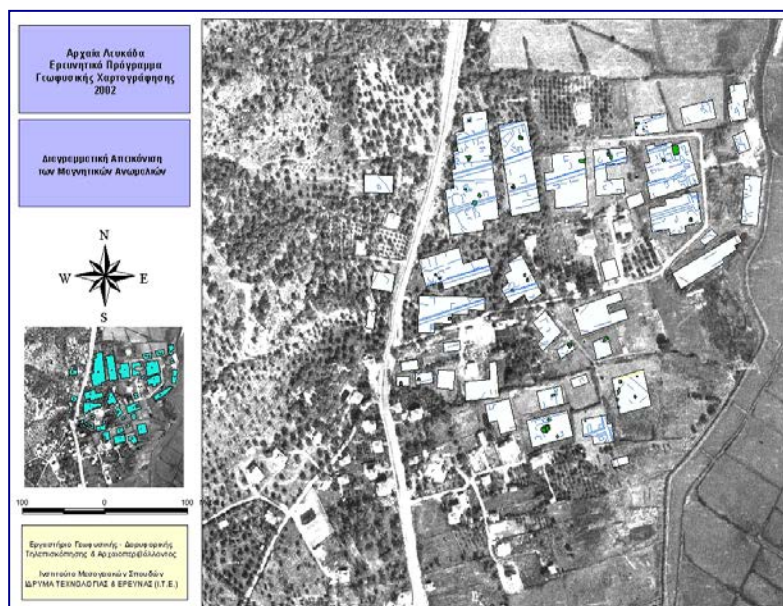 Αρχαία Λευκάδα
Ερευνητικό Πρόγραμμα
Γεωφυσικής Χαρτογράφησης
2002
Διαγραμματική Απεικόνιση
των Μαγνητικών Ανωμαλιών
N
W E
S
100 0 100
Εργαστήριο Γεωφυσικής - Δορυφορικής
Τηλεπισκόπησης & Αρχαιοπεριβάλλοντος
Ινστιτούτο Μεσογειακών Σπουδών
ΙΔΡΥΜΑ ΤΕΧΝΟΛΟΓΙΑΣ & ΕΡΕΥΝΑΣ (Ι.Τ.Ε.)